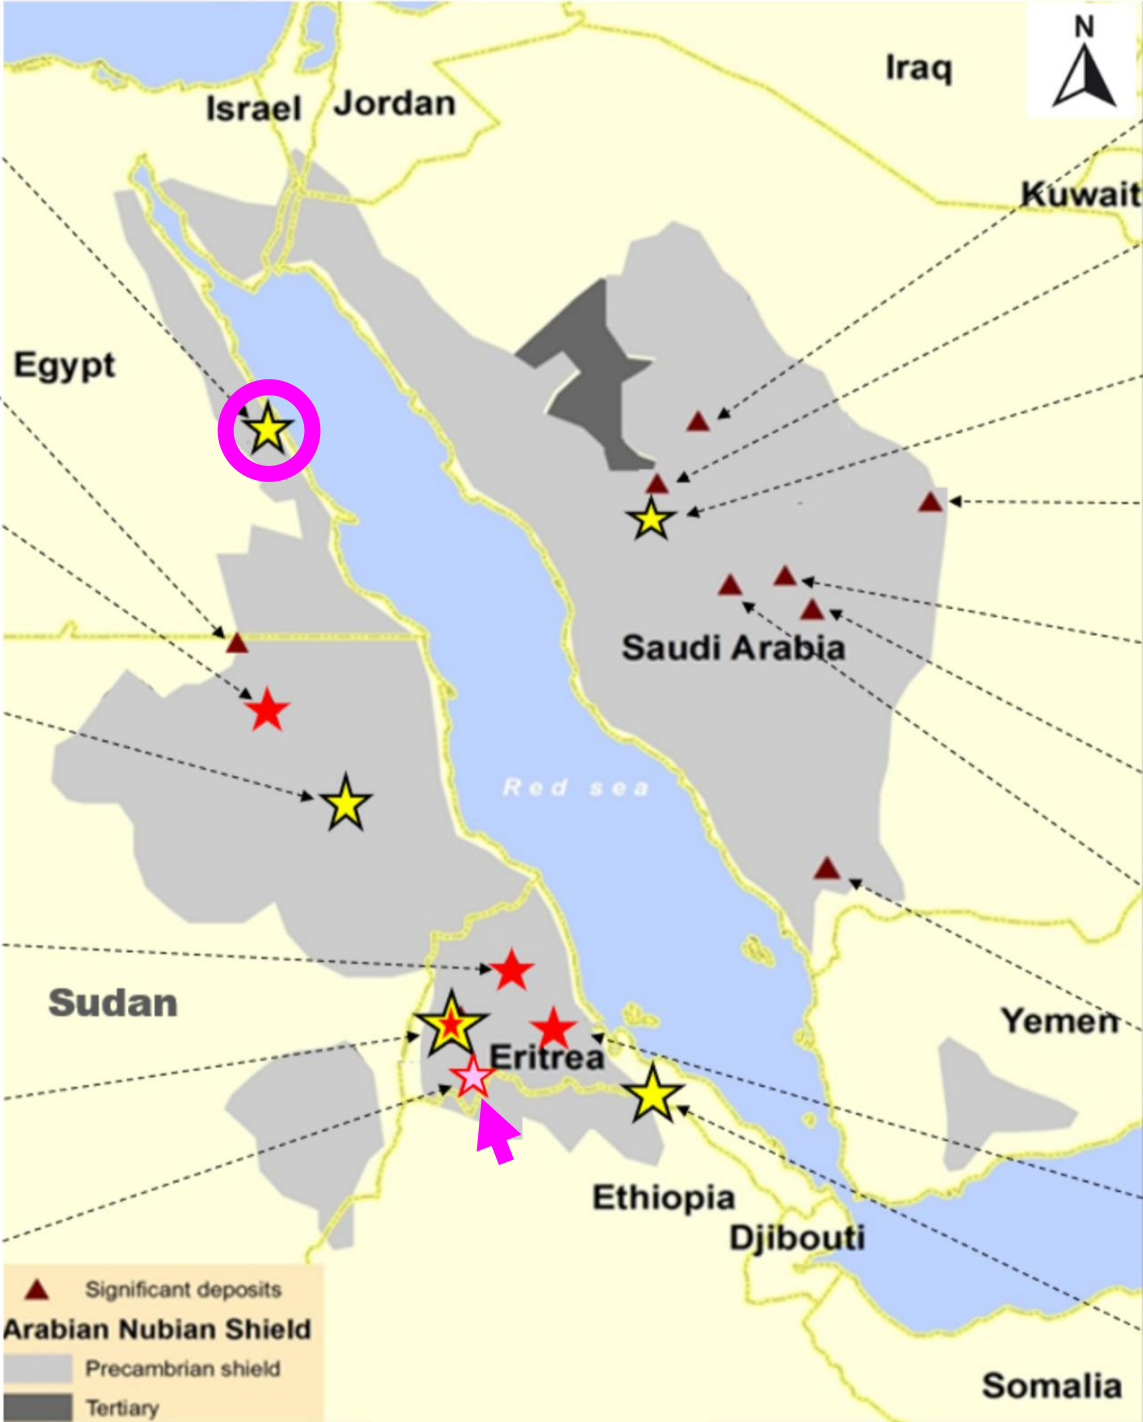 N
Iraq
Israel
Jordan
Kuwait
Egypt
Saudi Arabia
Red sea
Sudan
Yemen
Eritrea
Ethiopia
Djibouti
Significant deposits
Arabian Nubian Shield
Precambrian shield
Somalia
Tertiary